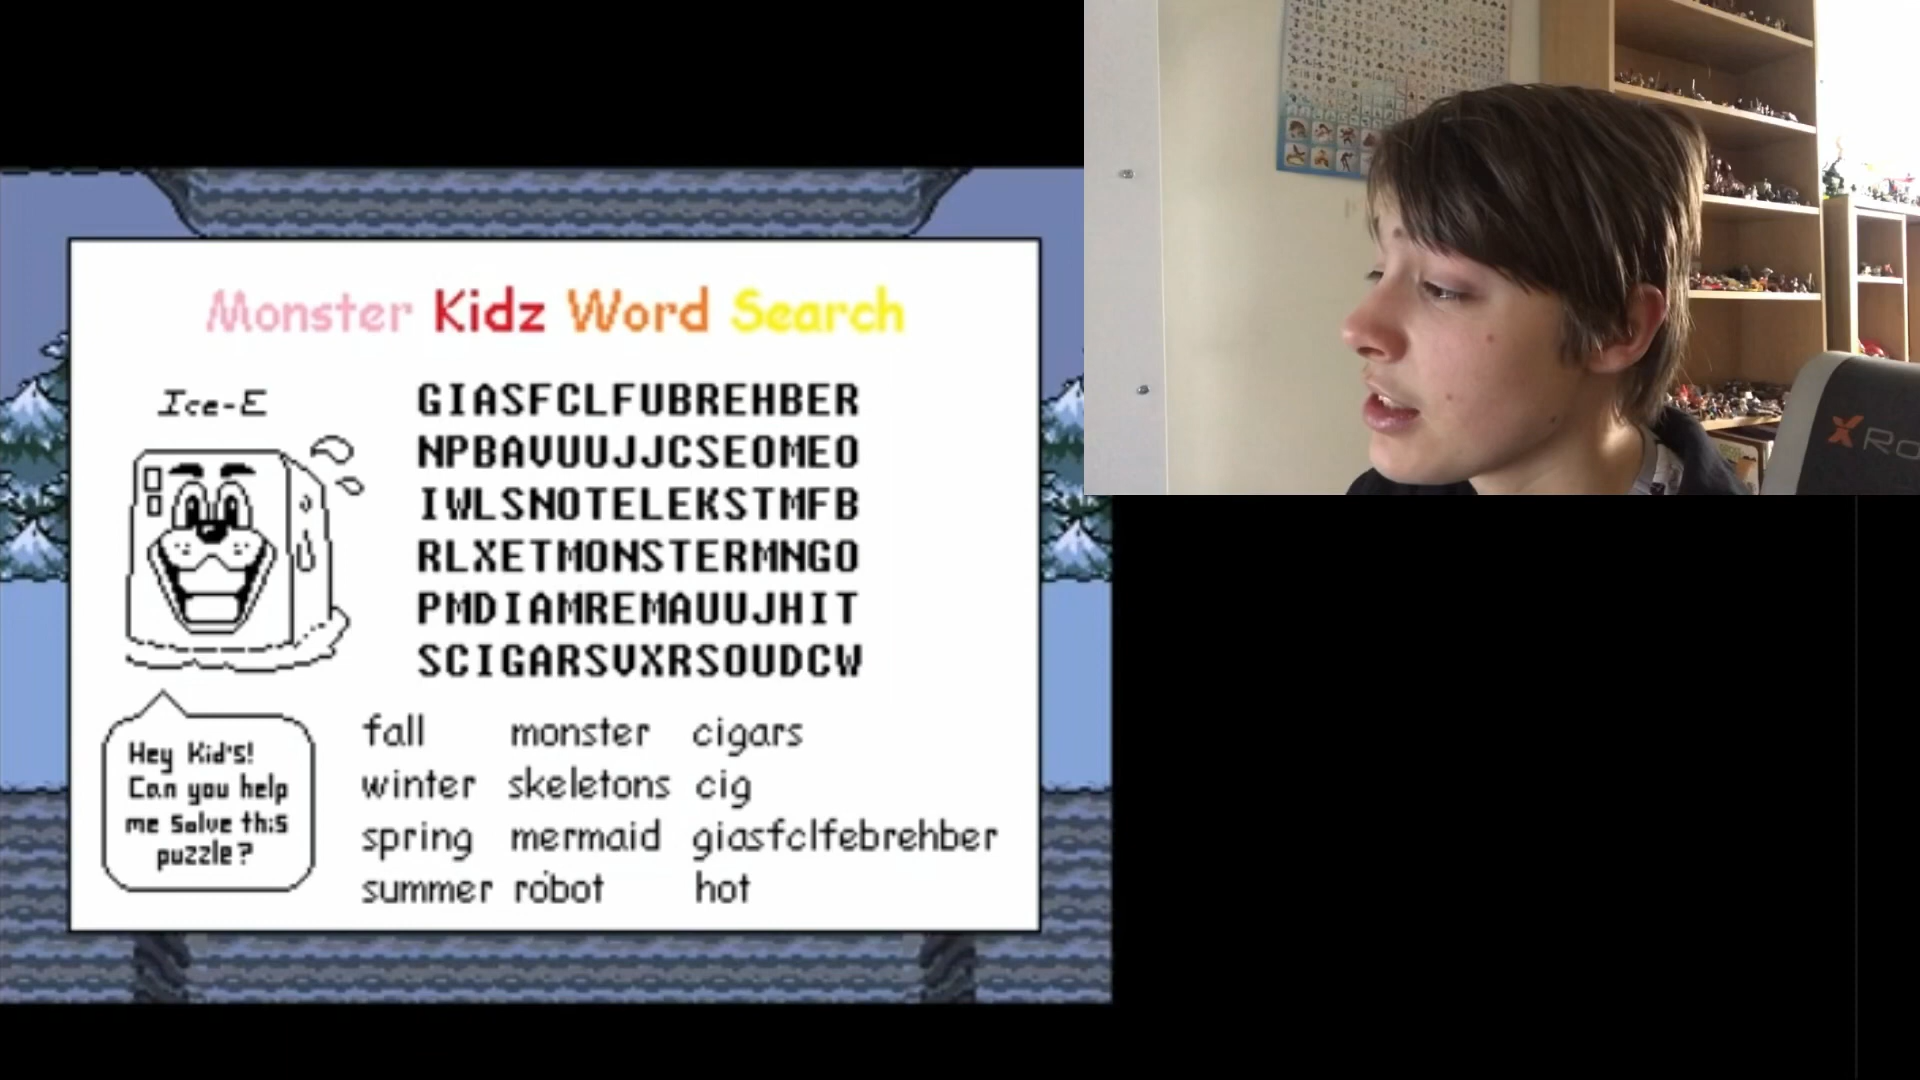 Monster Kidz Word Search
Ice-E
GIASFCLFUBREHBER
NPBAVUUJJCSEOMEO
IWLSNOTELEKSTMFB
RLXETMONSTERMNGO
PMDIAMREMAUUJHIT
SCIGARSVXRSOUDCW
Hey Kid's!
Can you help
me solve this
puzzle?
fall monster cigars
winter skeletons cig
spring mermaid giasfclfebrehber
summer robot hot